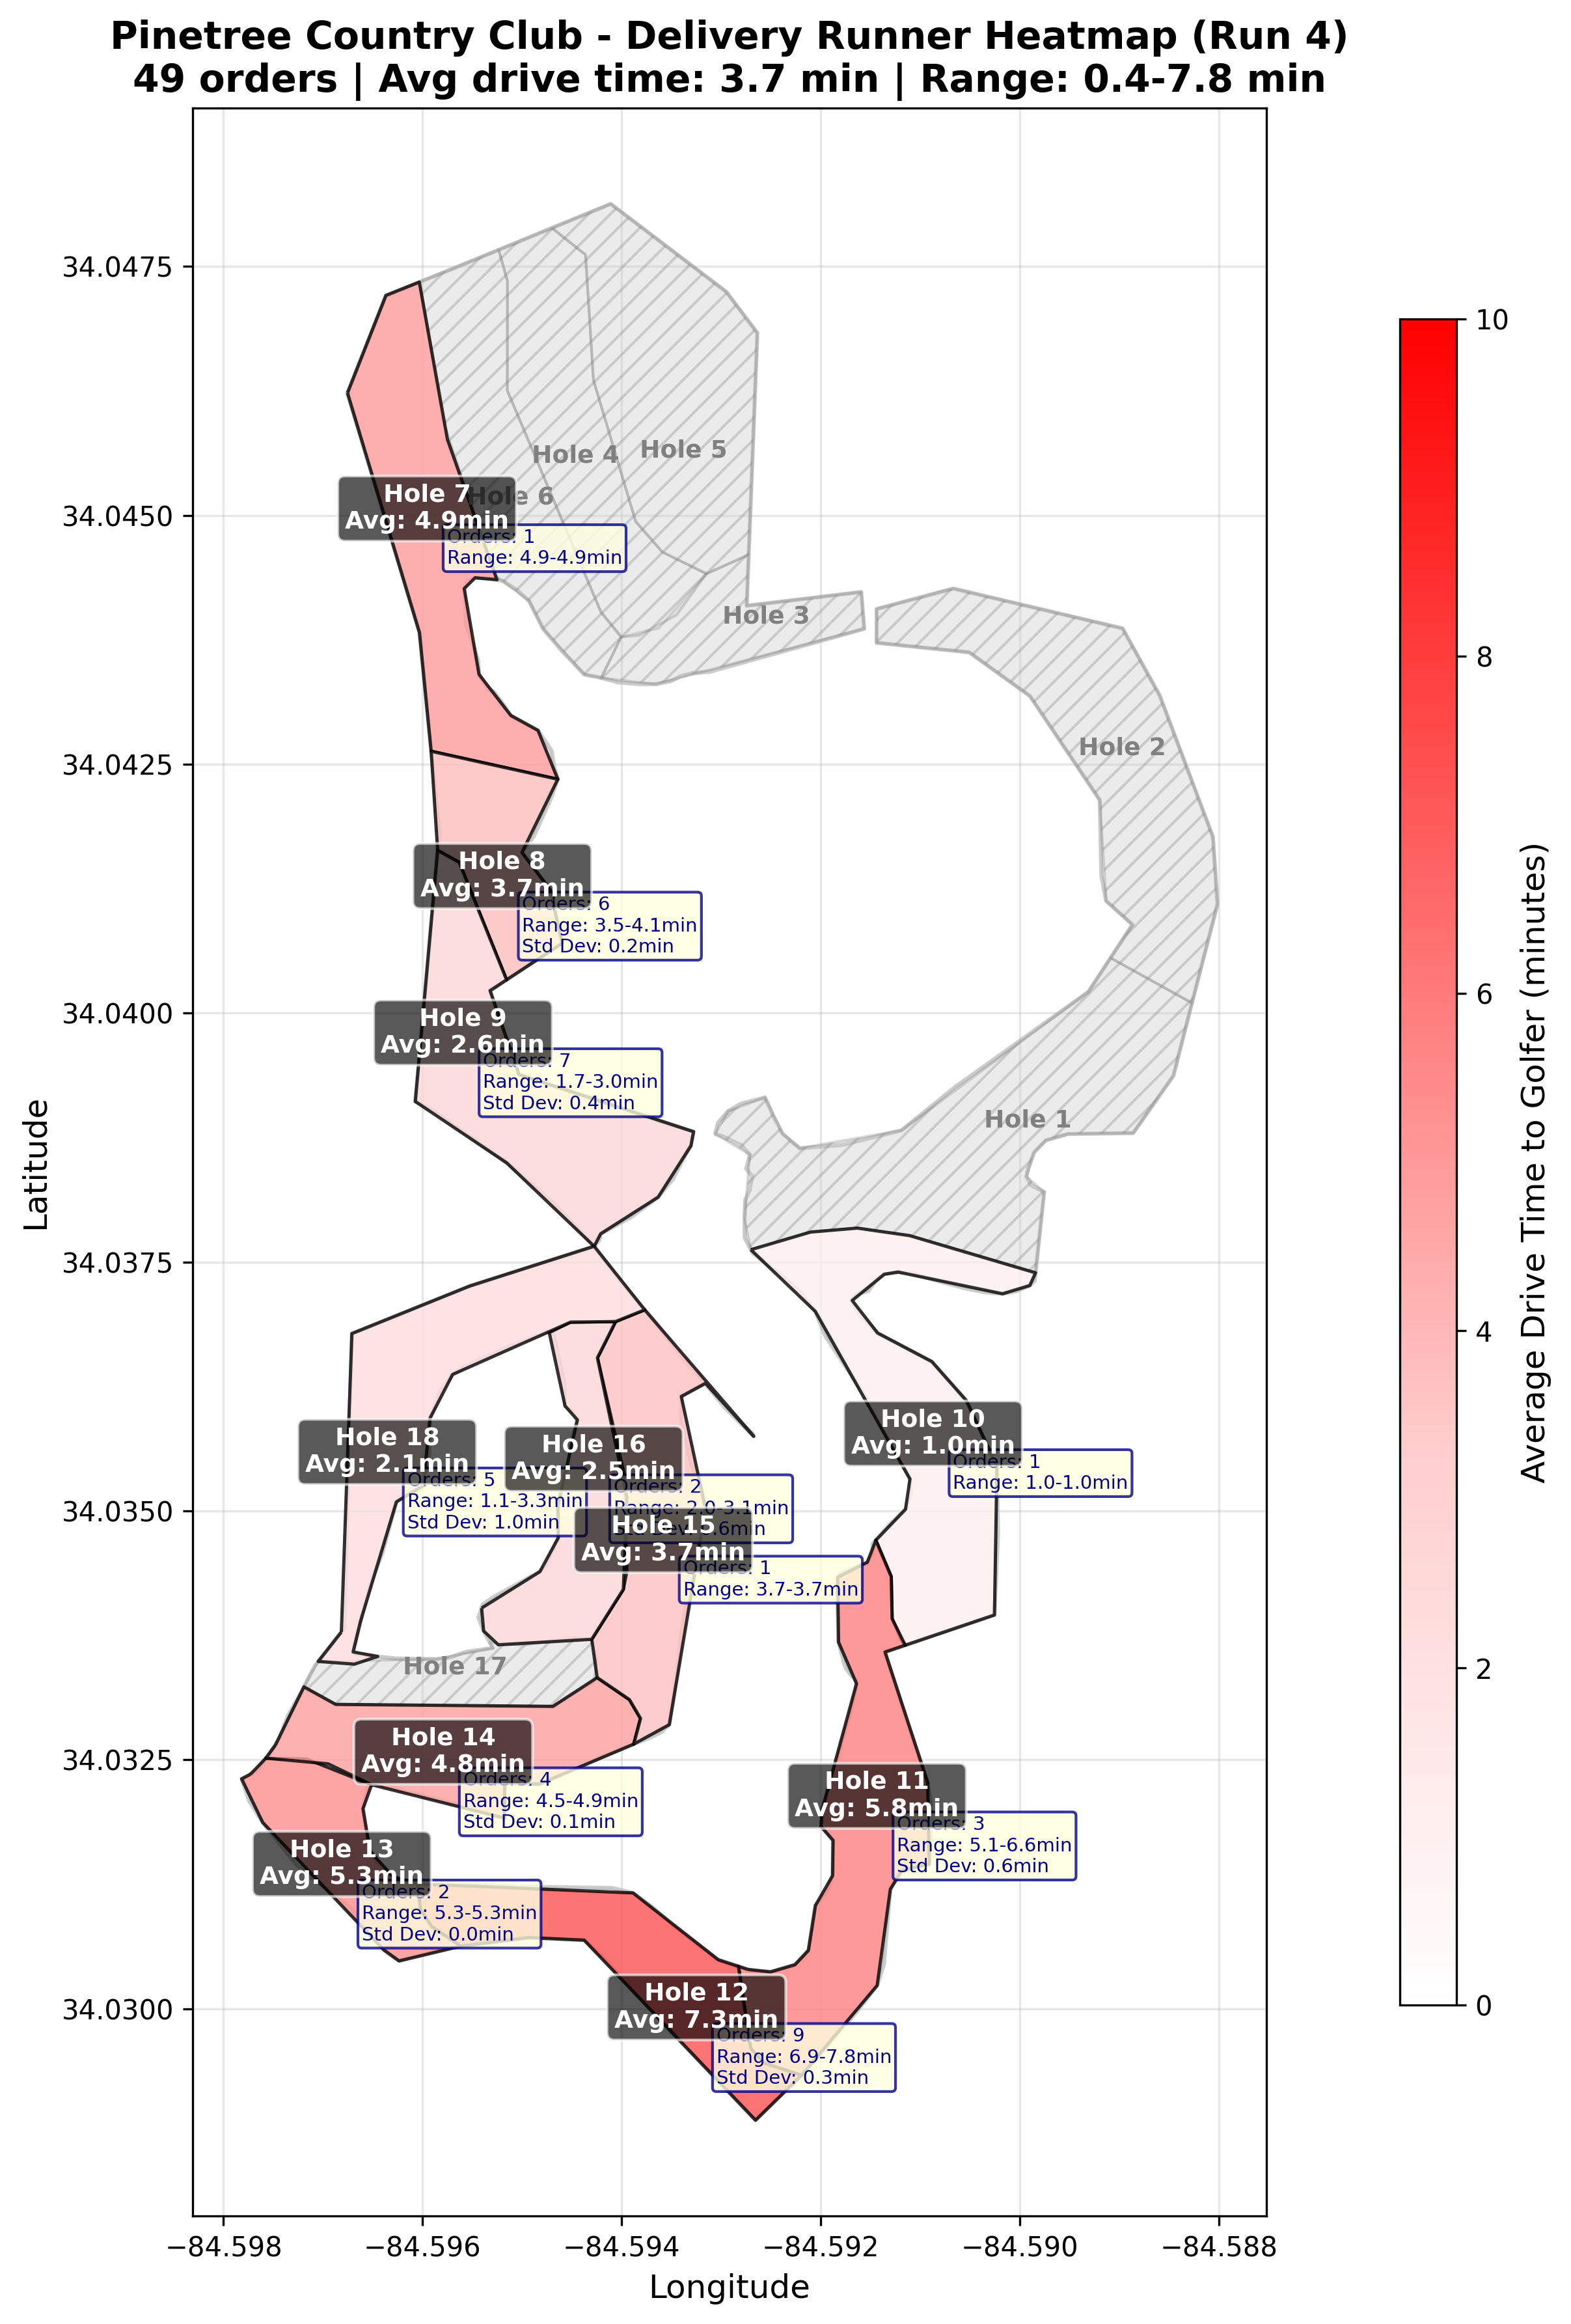 Pinetree Country Club - Delivery Runner Heatmap (Run 4)
49 orders | Avg drive time: 3.7 min | Range: 0.4-7.8 min
34.0475
34.0450
34.0425
34.0400
34.0375
34.0350
34.0325
34.0300
Latitude
−84.598
−84.596
−84.594
−84.592
−84.590
−84.588
Longitude
Hole 4
Hole 5
Hole 6
Hole 7
Avg: 4.9min
Orders: 1
Range: 4.9-4.9min
Hole 3
Hole 2
Hole 8
Avg: 3.7min
Orders: 6
Range: 3.5-4.1min
Std Dev: 0.2min
Hole 9
Avg: 2.6min
Orders: 7
Range: 1.7-3.0min
Std Dev: 0.4min
Hole 1
Hole 10
Avg: 1.0min
Orders: 1
Range: 1.0-1.0min
Hole 18
Avg: 2.1min
Orders: 5
Range: 1.1-3.3min
Std Dev: 1.0min
Hole 16
Avg: 2.5min
Orders: 2
Range: 2.0-3.1min
Std Dev: 0.6min
Hole 15
Avg: 3.7min
Orders: 1
Range: 3.7-3.7min
Hole 17
Hole 14
Avg: 4.8min
Orders: 4
Range: 4.5-4.9min
Std Dev: 0.1min
Hole 11
Avg: 5.8min
Orders: 3
Range: 5.1-6.6min
Std Dev: 0.6min
Hole 13
Avg: 5.3min
Orders: 2
Range: 5.3-5.3min
Std Dev: 0.0min
Hole 12
Avg: 7.3min
Orders: 9
Range: 6.9-7.8min
Std Dev: 0.3min
10
8
6
4
2
0
Average Drive Time to Golfer (minutes)